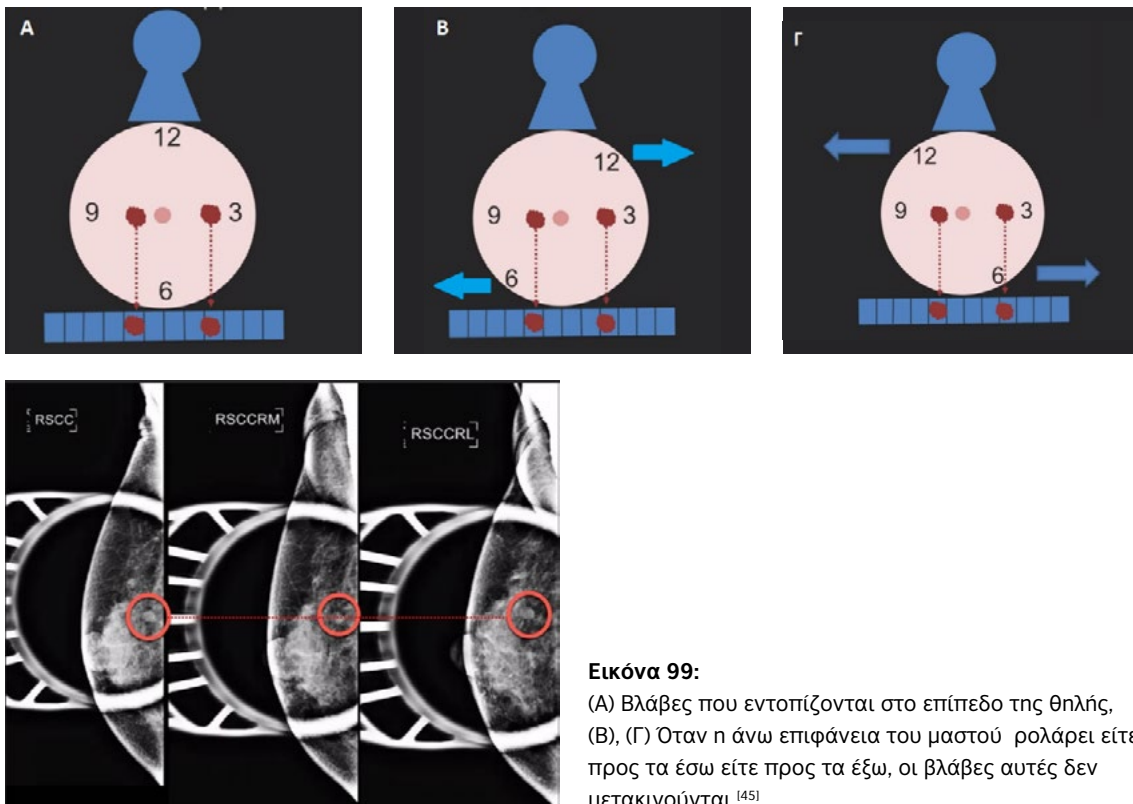 A
12
9
3
6
B
12
9
3
6
Γ
12
9
3
6
RSCC
RSCCRM
RSCCRL
Εικόνα 99:
(Α) Βλάβες που εντοπίζονται στο επίπεδο της θηλής,
(Β), (Γ) Όταν η άνω επιφάνεια του μαστού ρολάρει είτε
προς τα έσω είτε προς τα έξω, οι βλάβες αυτές δεν
μετακινούνται [45]